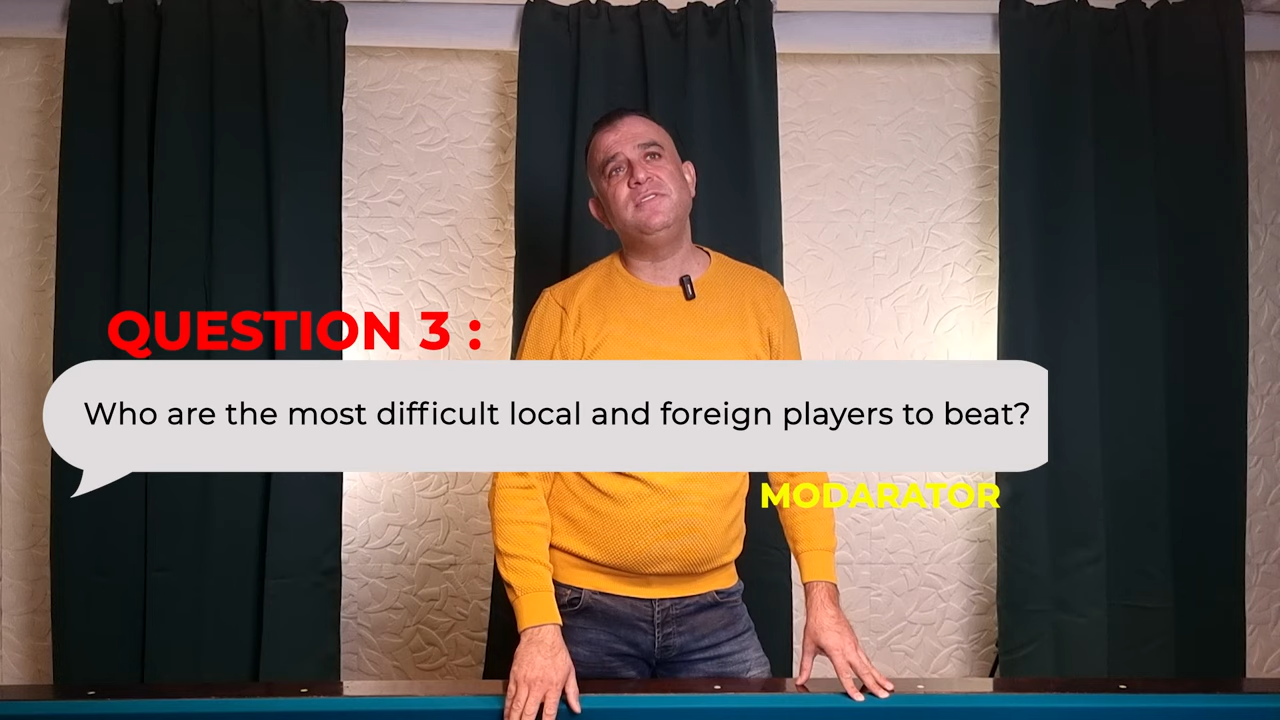 QUESTION 3 :
Who are the most difficult local and foreign players to beat?
MODARATOR